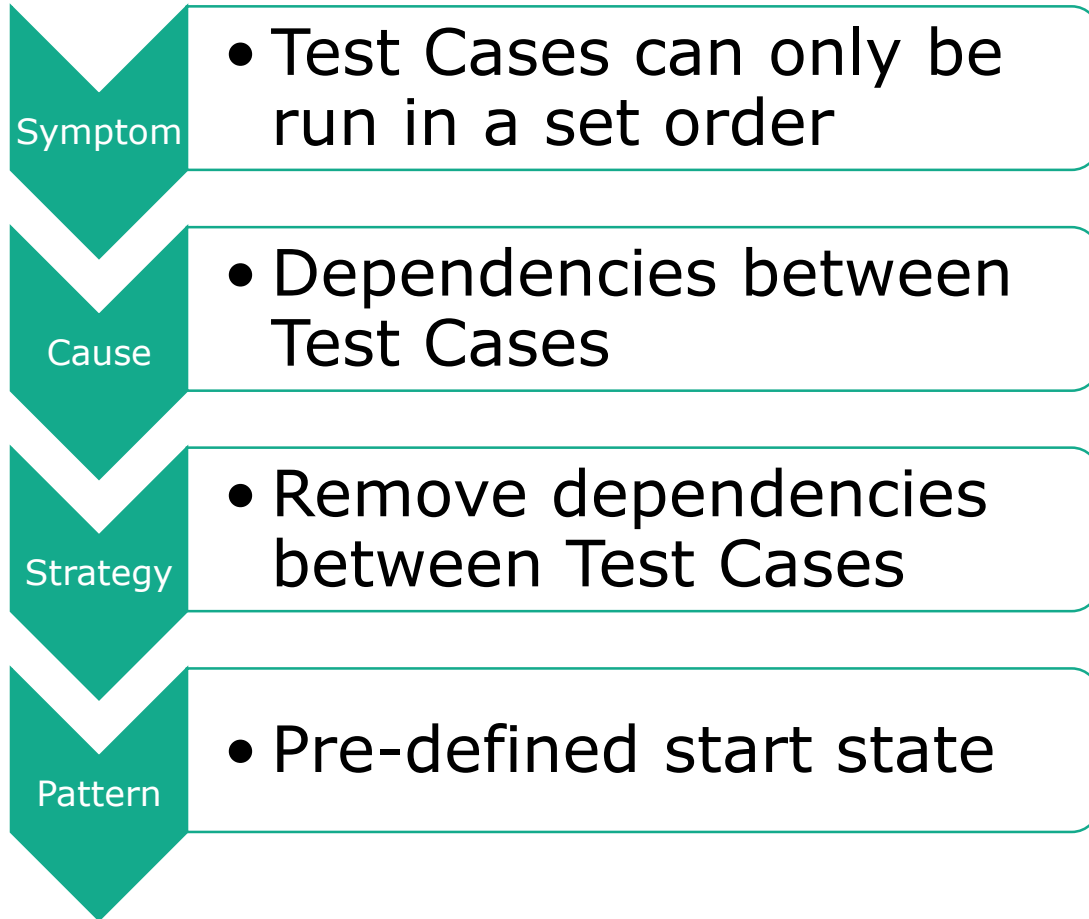 Symptom
• Test Cases can only be
run in a set order
Cause
• Dependencies between
Test Cases
Strategy
• Remove dependencies
between Test Cases
Pattern
• Pre-defined start state